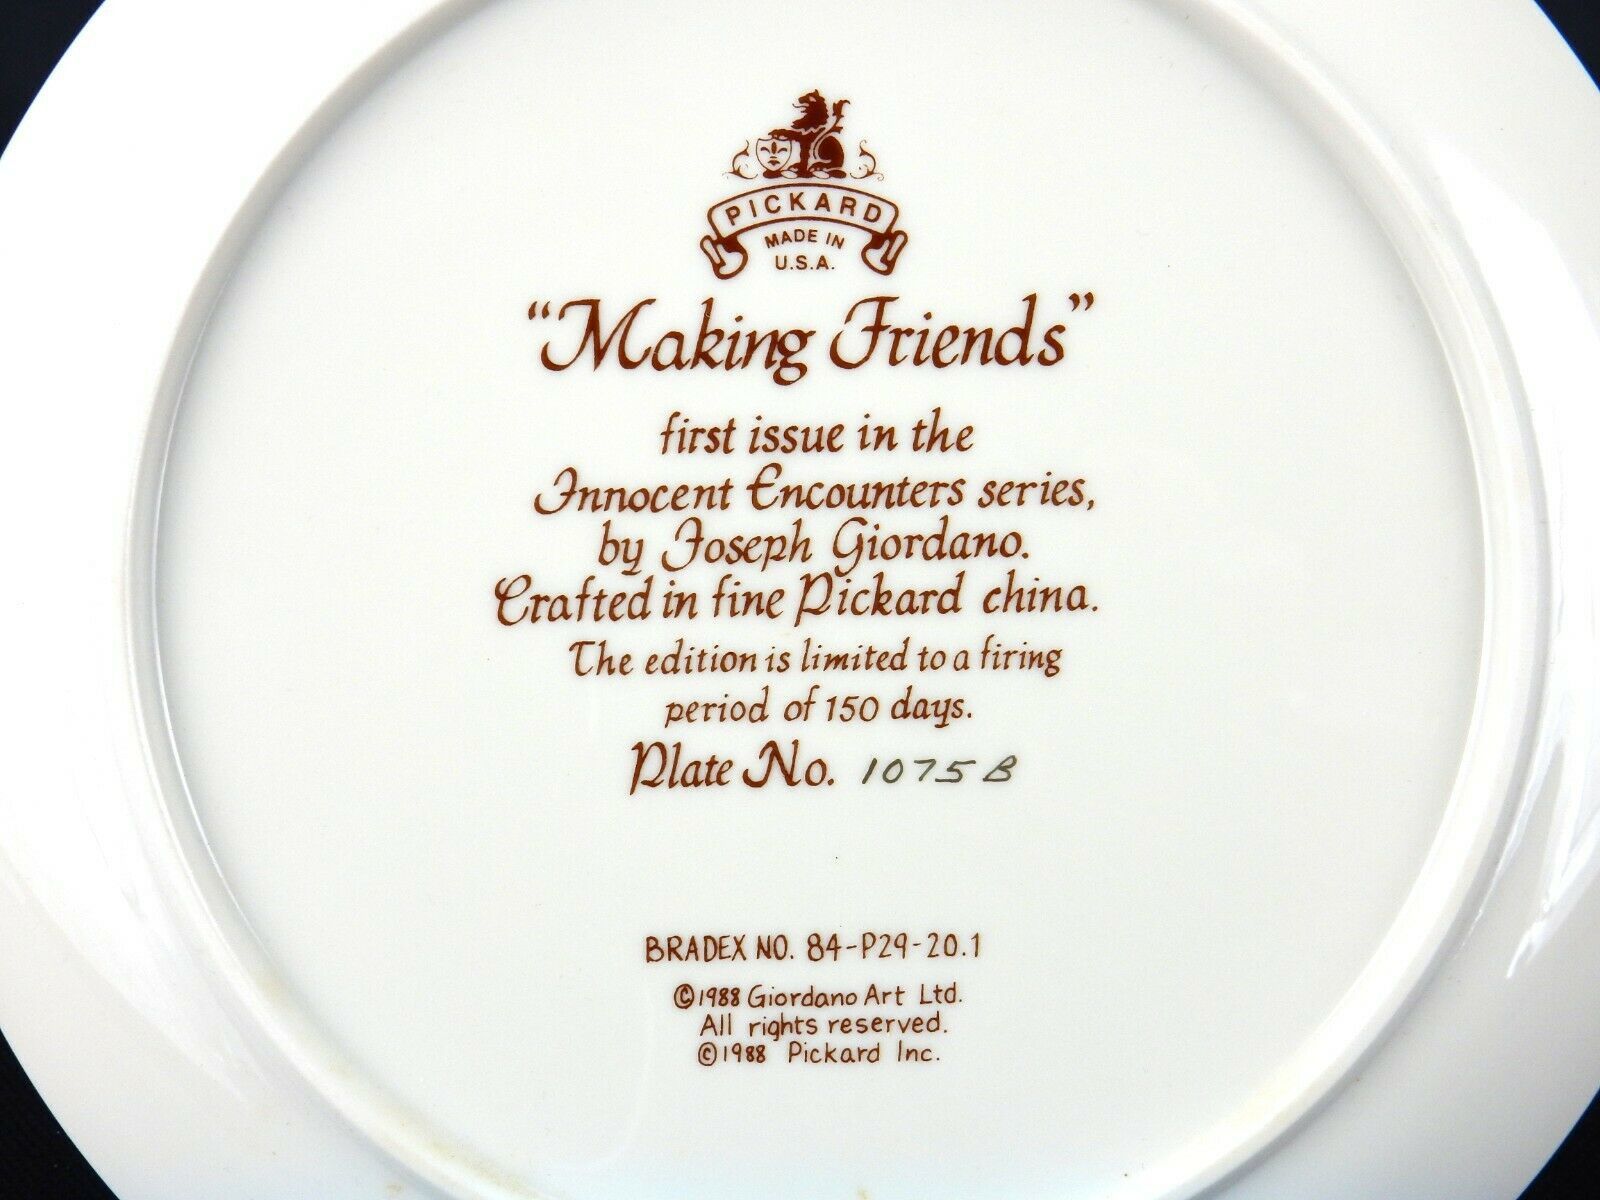 PICKARD
MADE IN
U.S.A.
“Making Friends”
first issue in the
Innocent Encounters series,
by Joseph Giordano.
Crafted in fine Pickard china.
The edition is limited to a firing
period of 150 days.
Plate No. 1075B
BRADEX NO. 84-P29-20.1
©1988 Giordano Art Ltd.
All rights reserved.
©1988 Pickard Inc.